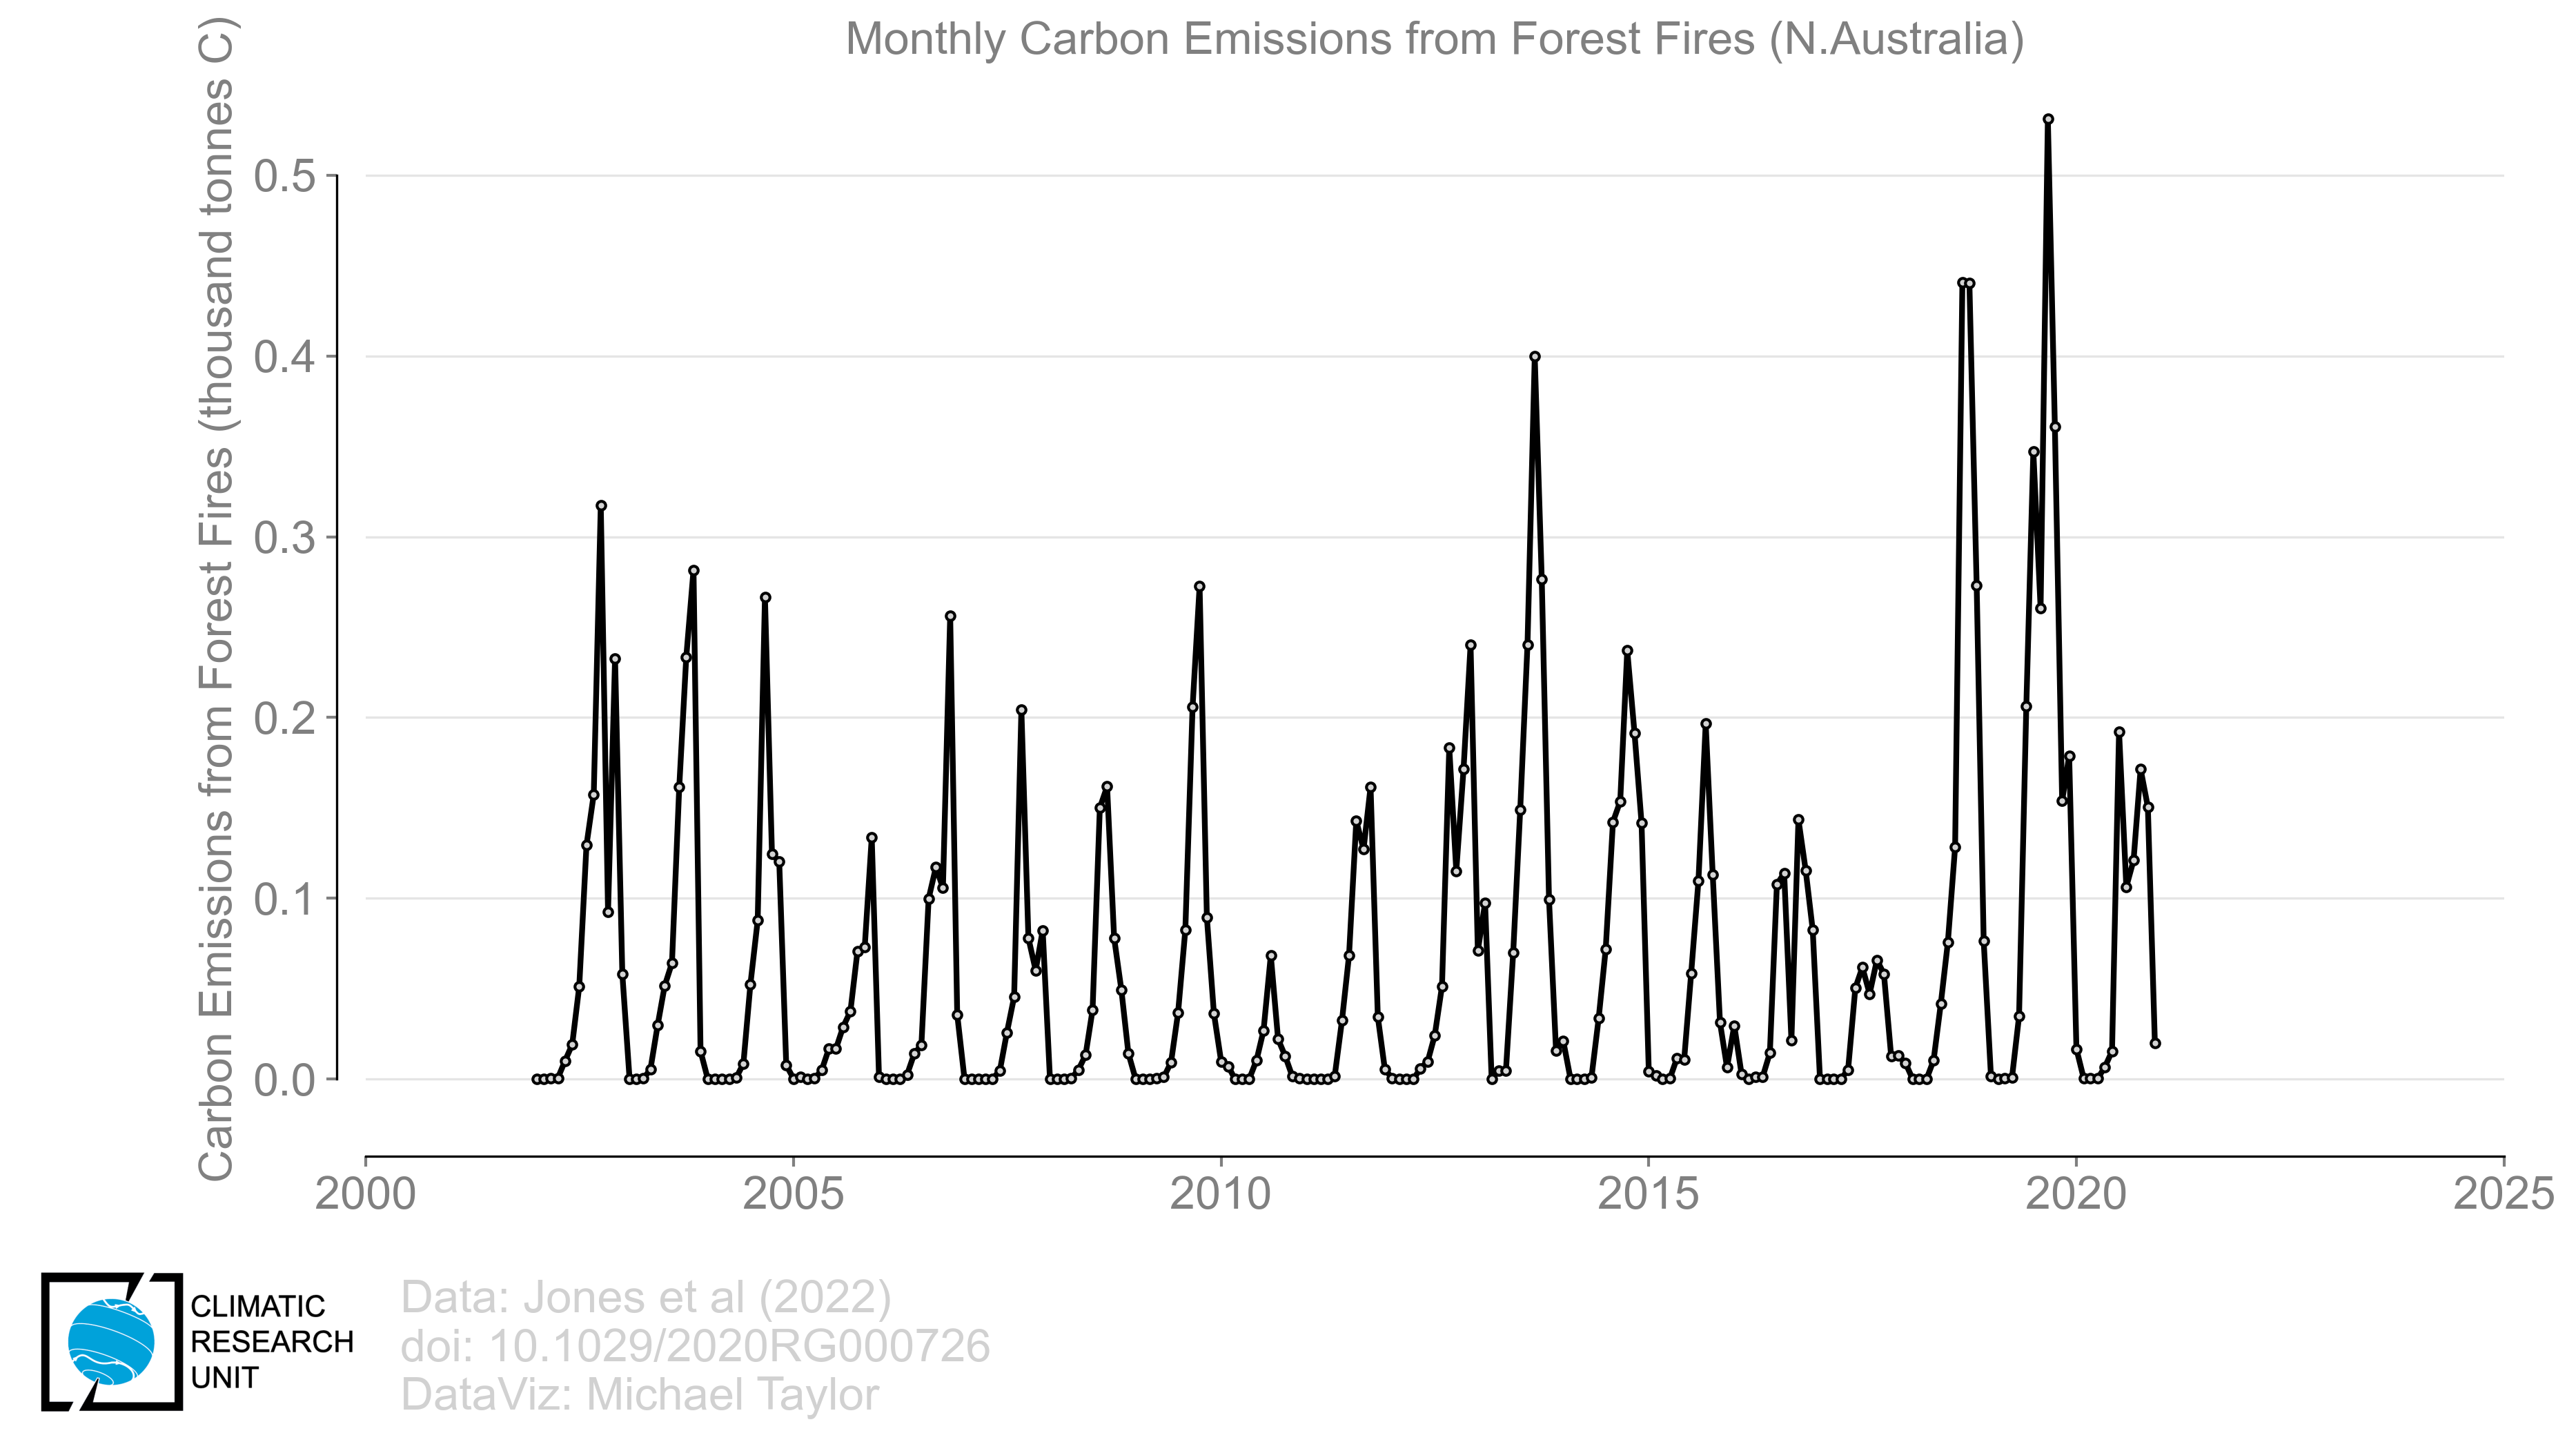 Monthly Carbon Emissions from Forest Fires (N.Australia)
Carbon Emissions from Forest Fires (thousand tonnes C)
0.5
0.4
0.3
0.2
0.1
0.0
2000 2005 2010 2015 2020 2025
CLIMATIC
RESEARCH
UNIT
Data: Jones et al (2022)
doi: 10.1029/2020RG000726
DataViz: Michael Taylor